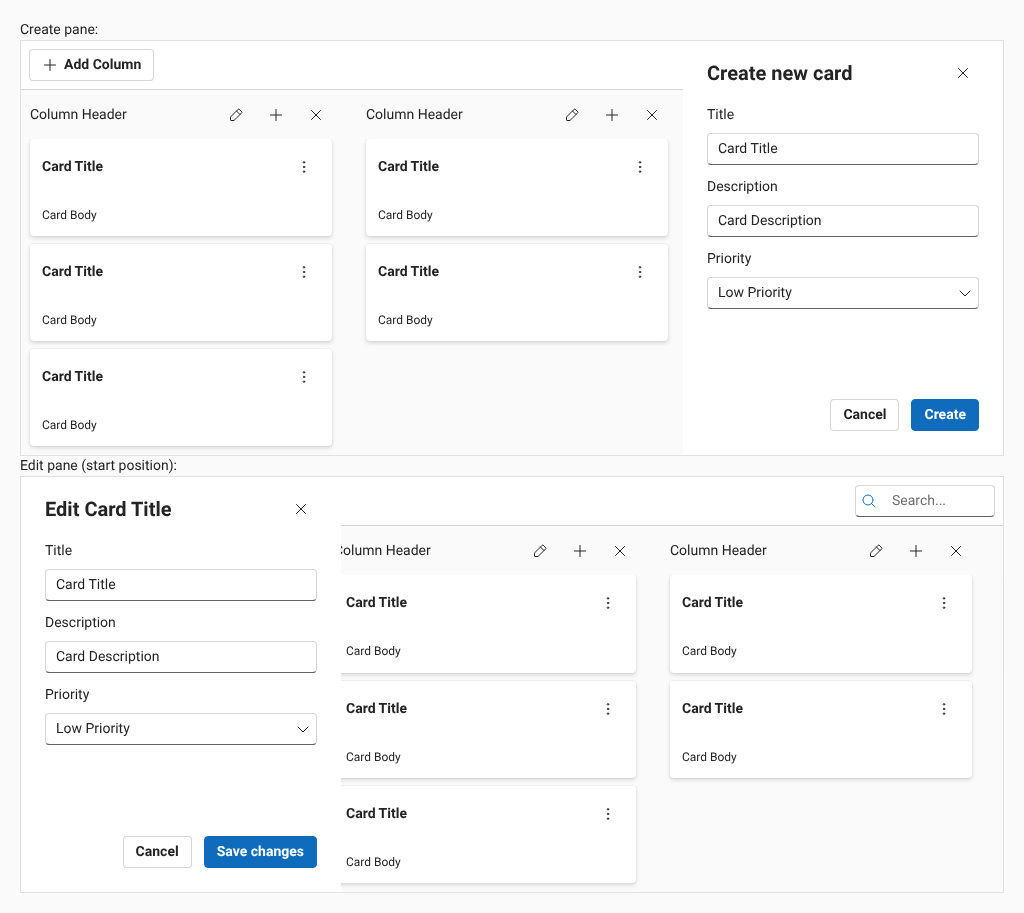 Create pane:
Add Column
Column Header
Card Title
Card Body
Card Title
Card Body
Card Title
Card Body
Column Header
Card Title
Card Body
Card Title
Card Body
Create new card
Title
Card Title
Description
Card Description
Priority
Low Priority
Cancel
Create
Edit pane (start position):
Edit Card Title
Title
Card Title
Description
Card Description
Priority
Low Priority
Cancel
Save changes
Search...
Column Header
Card Title
Card Body
Card Title
Card Body
Card Title
Card Body
Column Header
Card Title
Card Body
Card Title
Card Body